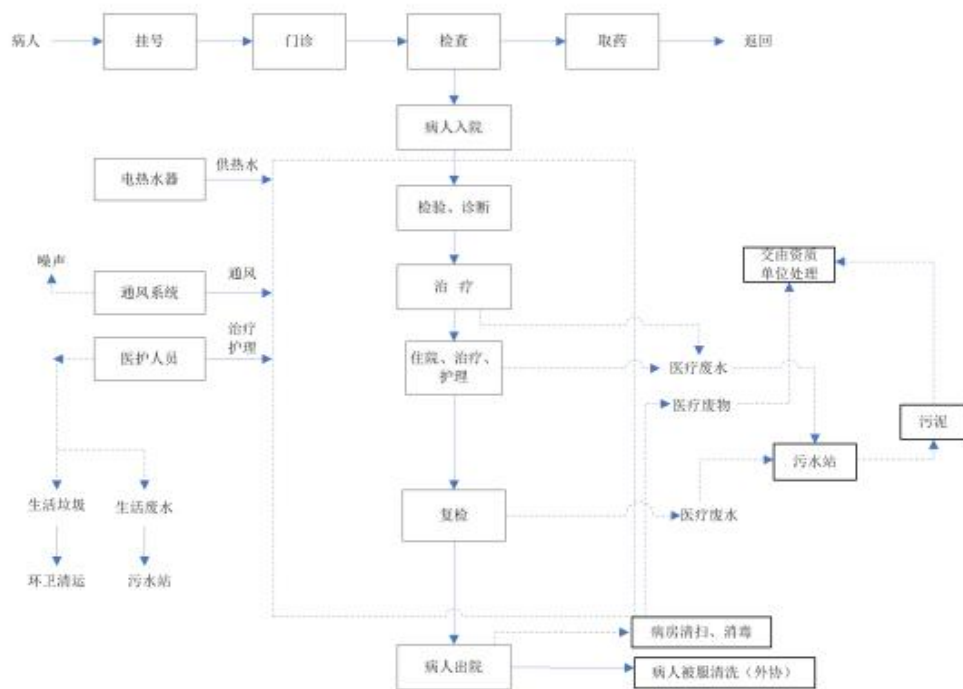 病人
挂号
门诊
检查
取药
返回
病人入院
电热水器
供热水
检验、诊断
噪声
通风系统
通风
治 疗
交由资质
单位处理
医护人员
治疗
护理
住院、治疗、
护理
医疗废水
医疗废物
污泥
污水站
生活垃圾
生活废水
复检
医疗废水
环卫清运
污水站
病房清扫、消毒
病人出院
病人被服清洗（外协）